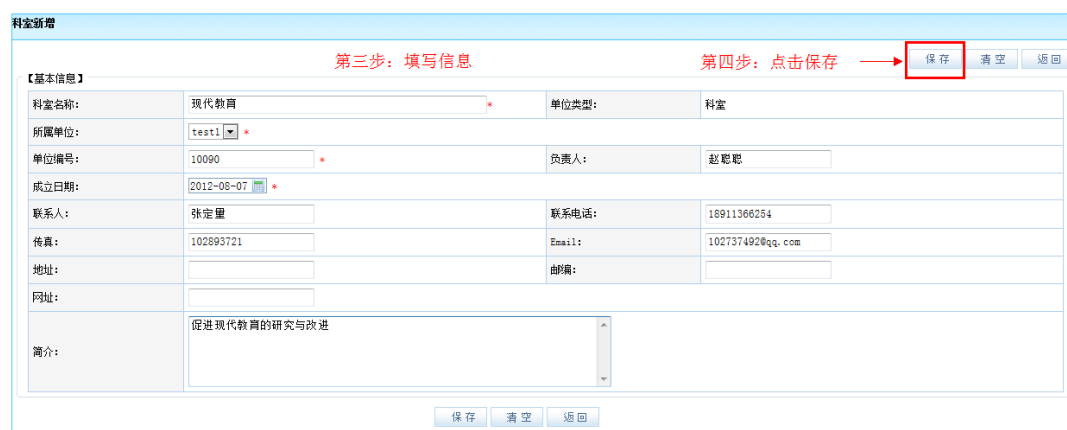 科室新增
第三步：填写信息
第四步：点击保存
保存 清空 返回
【基本信息】
科室名称： 现代教育 * 单位类型： 科室
所属单位： test1 *
单位编号： 10090 * 负责人： 赵聪聪
成立日期： 2012-08-07 *
联系人： 张定量 联系电话： 18911366254
传真： 102893721 Email： 102737492@qq.com
地址： 邮编：
网址：
简介： 促进现代教育的研究与改进
保存 清空 返回